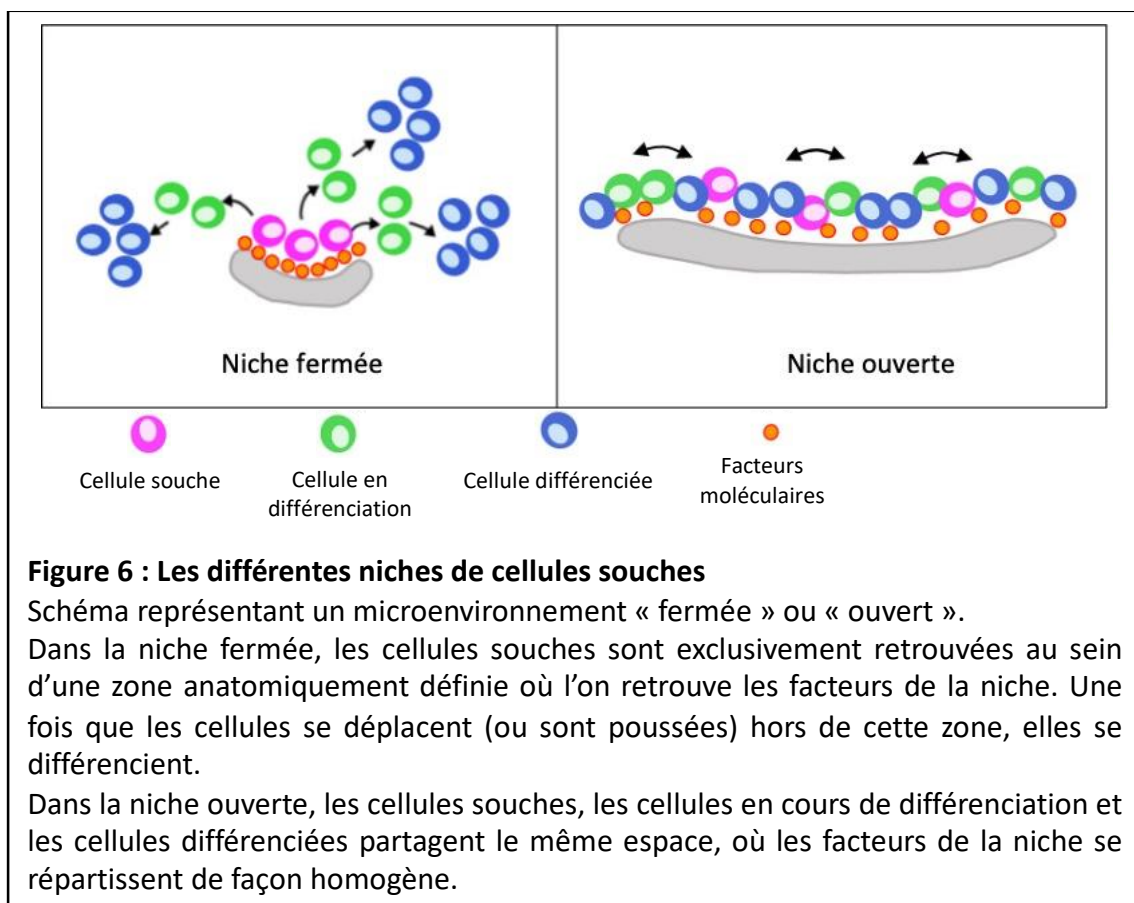 Niche fermée
Niche ouverte
Cellule souche
Cellule en
différenciation
Cellule différenciée
Facteurs
moléculaires
Figure 6 : Les différentes niches de cellules souches
Schéma représentant un microenvironnement « fermée » ou « ouvert ».
Dans la niche fermée, les cellules souches sont exclusivement retrouvées au sein
d’une zone anatomiquement définie où l’on retrouve les facteurs de la niche. Une
fois que les cellules se déplacent (ou sont poussées) hors de cette zone, elles se
différencient.
Dans la niche ouverte, les cellules souches, les cellules en cours de différenciation et
les cellules différenciées partagent le même espace, où les facteurs de la niche se
répartissent de façon homogène.